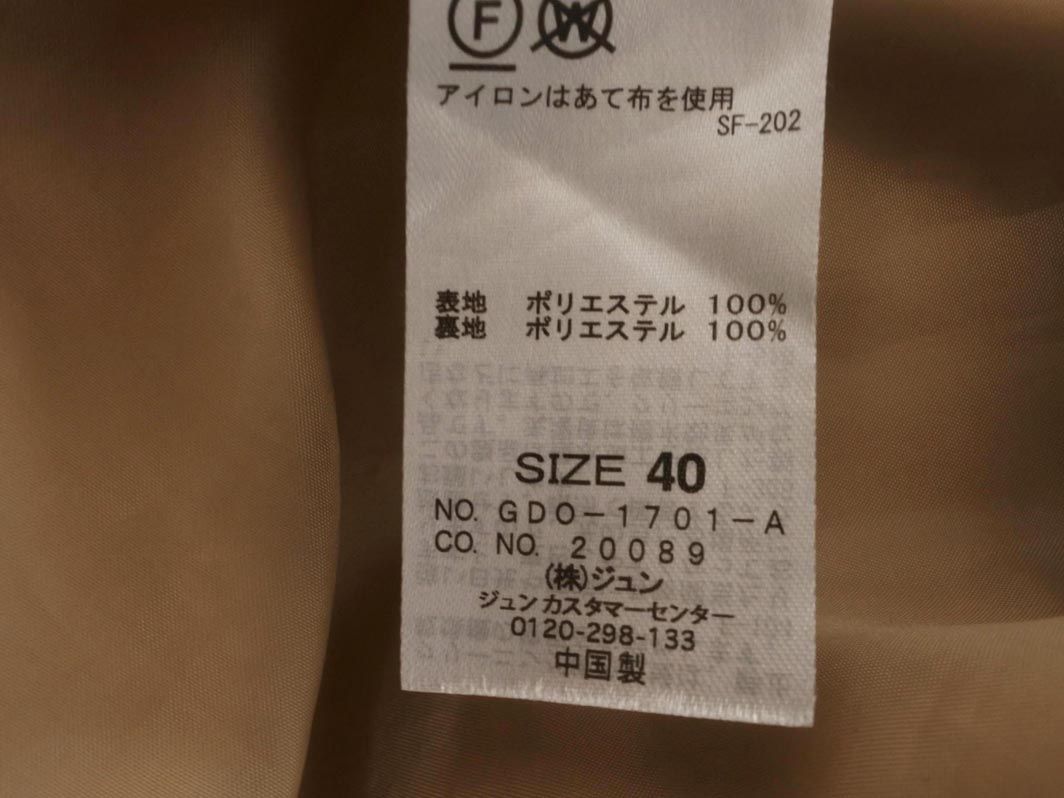 F W
アイロンはあて布を使用
SF-202
表地 ポリエステル 100%
裏地 ポリエステル 100%
SIZE 40
NO. GDO-1701-A
CO. NO. 20089
(株)ジュン
ジュン カスタマーセンター
0120-298-133
中国製